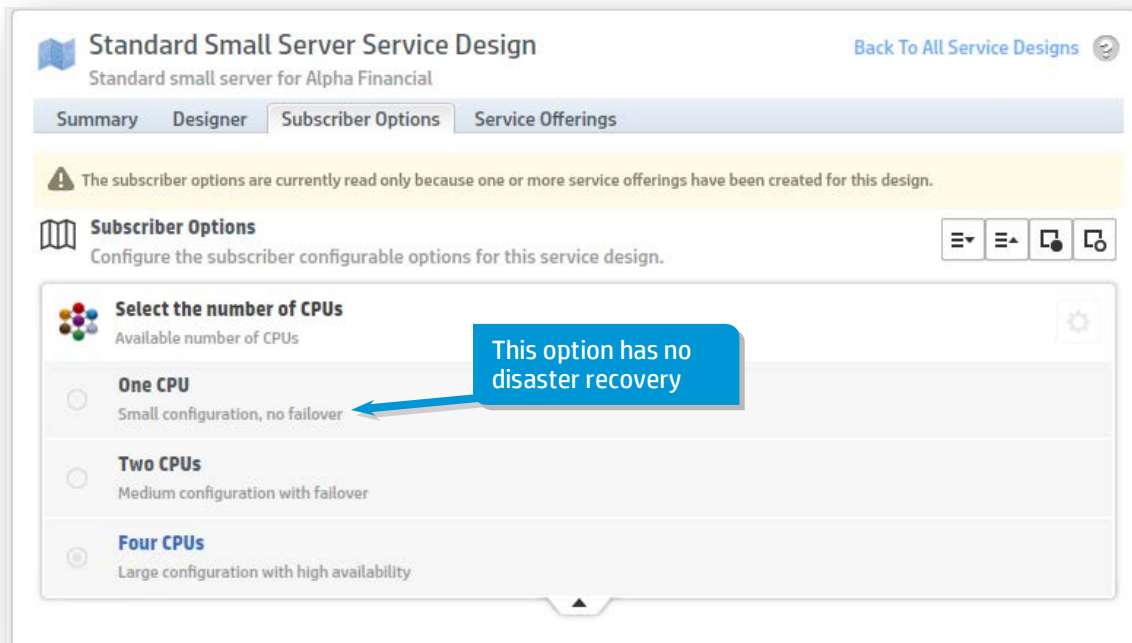 Standard Small Server Service Design
Back To All Service Designs
Standard small server for Alpha Financial
Summary Designer Subscriber Options Service Offerings
The subscriber options are currently read only because one or more service offerings have been created for this design.
Subscriber Options
Configure the subscriber configurable options for this service design.
Select the number of CPUs
Available number of CPUs
This option has no
disaster recovery
One CPU
Small configuration, no failover
Two CPUs
Medium configuration with failover
Four CPUs
Large configuration with high availability